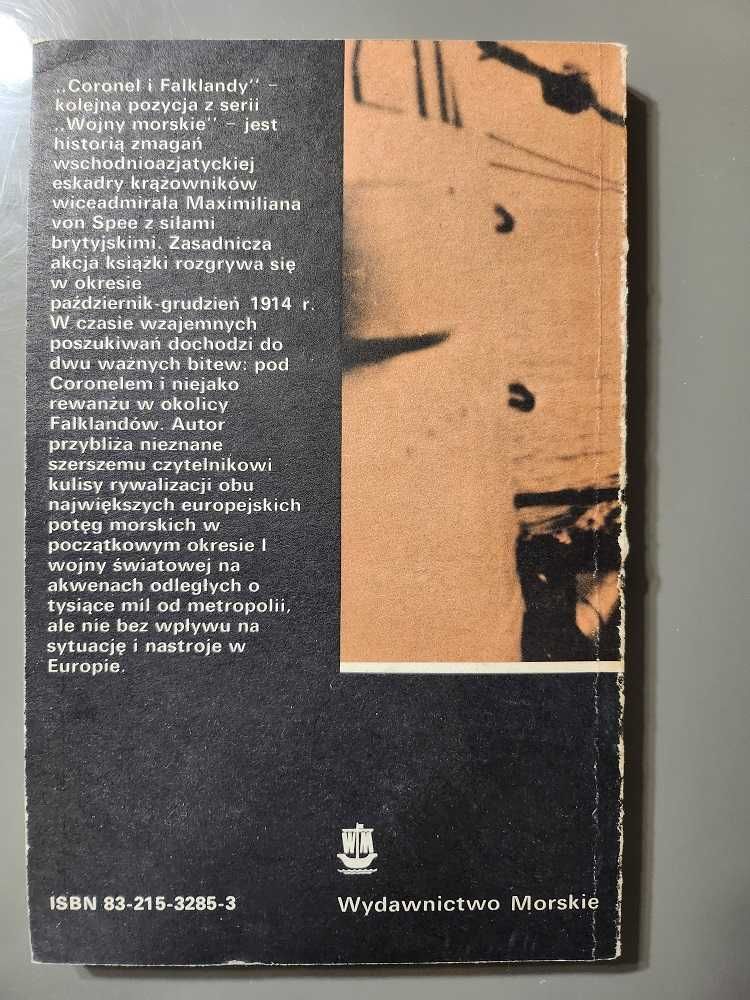 „Coronel i Falklandy" –
kolejna pozycja z serii
„Wojny morskie" – jest
historią zmagań
wschodnioazjatyckiej
eskadry krążowników
wiceadmirała Maximiliana
von Spee z siłami
brytyjskimi. Zasadnicza
akcja książki rozgrywa się
w okresie
październik-grudzień 1914 r.
W czasie wzajemnych
poszukiwań dochodzi do
dwu ważnych bitew: pod
Coronelem i niejako
rewanżu w okolicy
Falklandów. Autor
przybliża nieznane
szerszemu czytelnikowi
kulisy rywalizacji obu
największych europejskich
potęg morskich w
początkowym okresie I
wojny światowej na
akwenach odległych o
tysiące mil od metropolii,
ale nie bez wpływu na
sytuację i nastroje w
Europie.
WM
ISBN 83-215-3285-3
Wydawnictwo Morskie